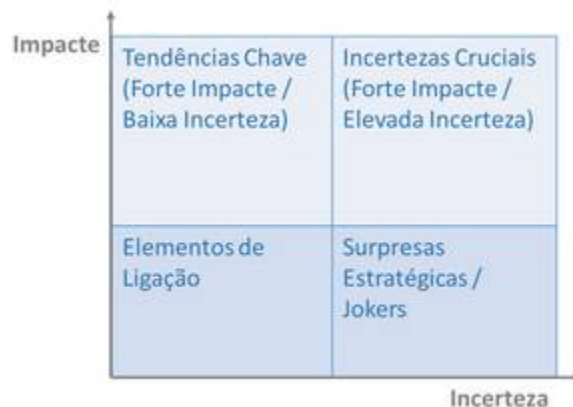 Impacte
Tendências Chave
(Forte Impacte /
Baixa Incerteza)
Incertezas Cruciais
(Forte Impacte /
Elevada Incerteza)
Elementos de
Ligação
Surpresas
Estratégicas /
Jokers
Incerteza